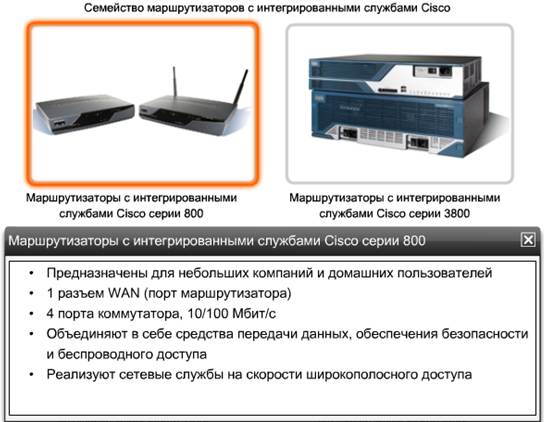 Семейство маршрутизаторов с интегрированными службами Cisco
Маршрутизаторы с интегрированными
службами Cisco серии 800
Маршрутизаторы с интегрированными
службами Cisco серии 3800
Маршрутизаторы с интегрированными службами Cisco серии 800
• Предназначены для небольших компаний и домашних пользователей
• 1 разъем WAN (порт маршрутизатора)
• 4 порта коммутатора, 10/100 Мбит/с
• Объединяют в себе средства передачи данных, обеспечения безопасности
и беспроводного доступа
• Реализуют сетевые службы на скорости широкополосного доступа